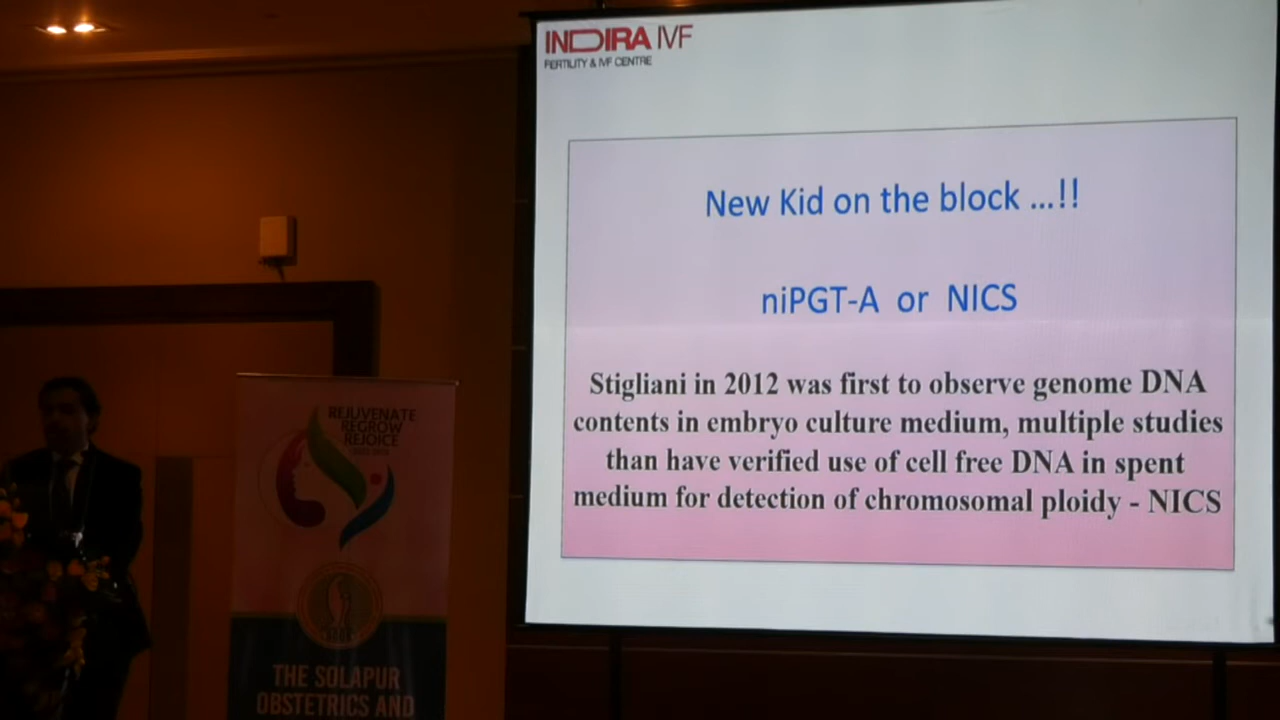 INDIRA IVF
FERTILITY & IVF CENTRE
New Kid on the block ...!!
niPGT-A or NICS
Stigliani in 2012 was first to observe genome DNA
contents in embryo culture medium, multiple studies
than have verified use of cell free DNA in spent
medium for detection of chromosomal ploidy - NICS
REJUVENATE
REGROW
REJOICE
THE SOLAPUR
OBSTETRICS AND